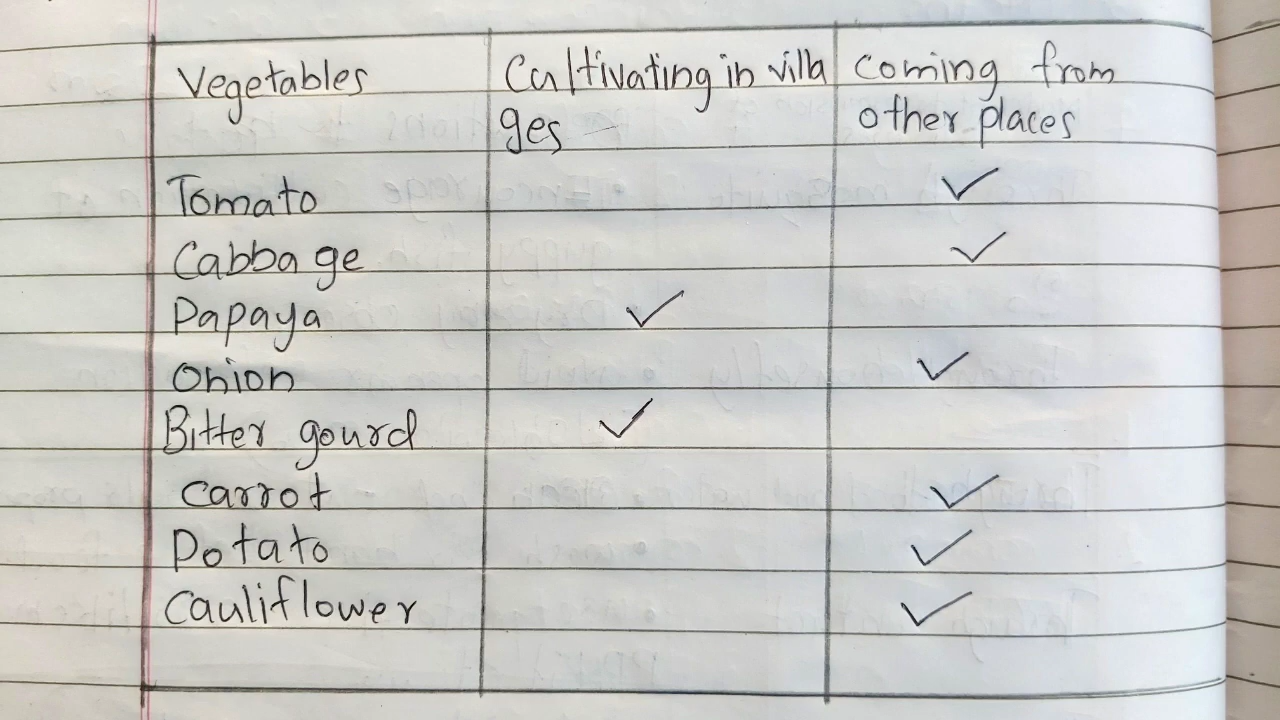 Vegetables | Cultivating in villa | Coming from
ges | other places
Tomato | | ✓
Cabbage | | ✓
Papaya | ✓ |
Onion | | ✓
Bitter gourd | ✓ |
Carrot | | ✓
Potato | | ✓
Cauliflower | | ✓